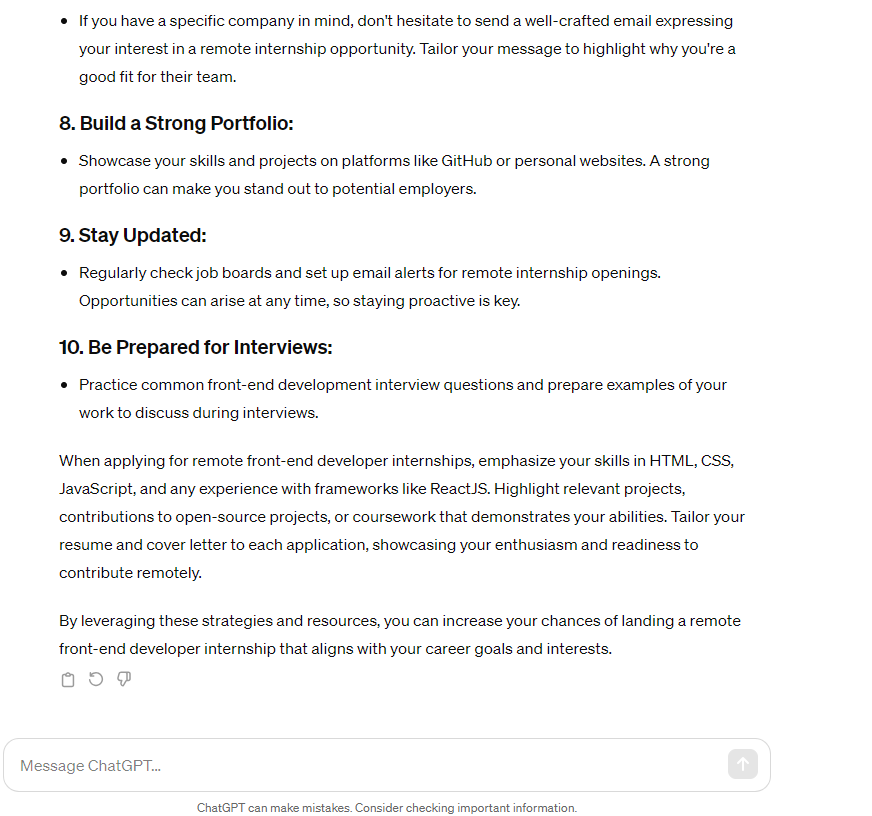 If you have a specific company in mind, don't hesitate to send a well-crafted email expressing
your interest in a remote internship opportunity. Tailor your message to highlight why you're a
good fit for their team.
8. Build a Strong Portfolio:
Showcase your skills and projects on platforms like GitHub or personal websites. A strong
portfolio can make you stand out to potential employers.
9. Stay Updated:
Regularly check job boards and set up email alerts for remote internship openings.
Opportunities can arise at any time, so staying proactive is key.
10. Be Prepared for Interviews:
Practice common front-end development interview questions and prepare examples of your
work to discuss during interviews.
When applying for remote front-end developer internships, emphasize your skills in HTML, CSS,
JavaScript, and any experience with frameworks like ReactJS. Highlight relevant projects,
contributions to open-source projects, or coursework that demonstrates your abilities. Tailor your
resume and cover letter to each application, showcasing your enthusiasm and readiness to
contribute remotely.
By leveraging these strategies and resources, you can increase your chances of landing a remote
front-end developer internship that aligns with your career goals and interests.
Message ChatGPT...
ChatGPT can make mistakes. Consider checking important information.